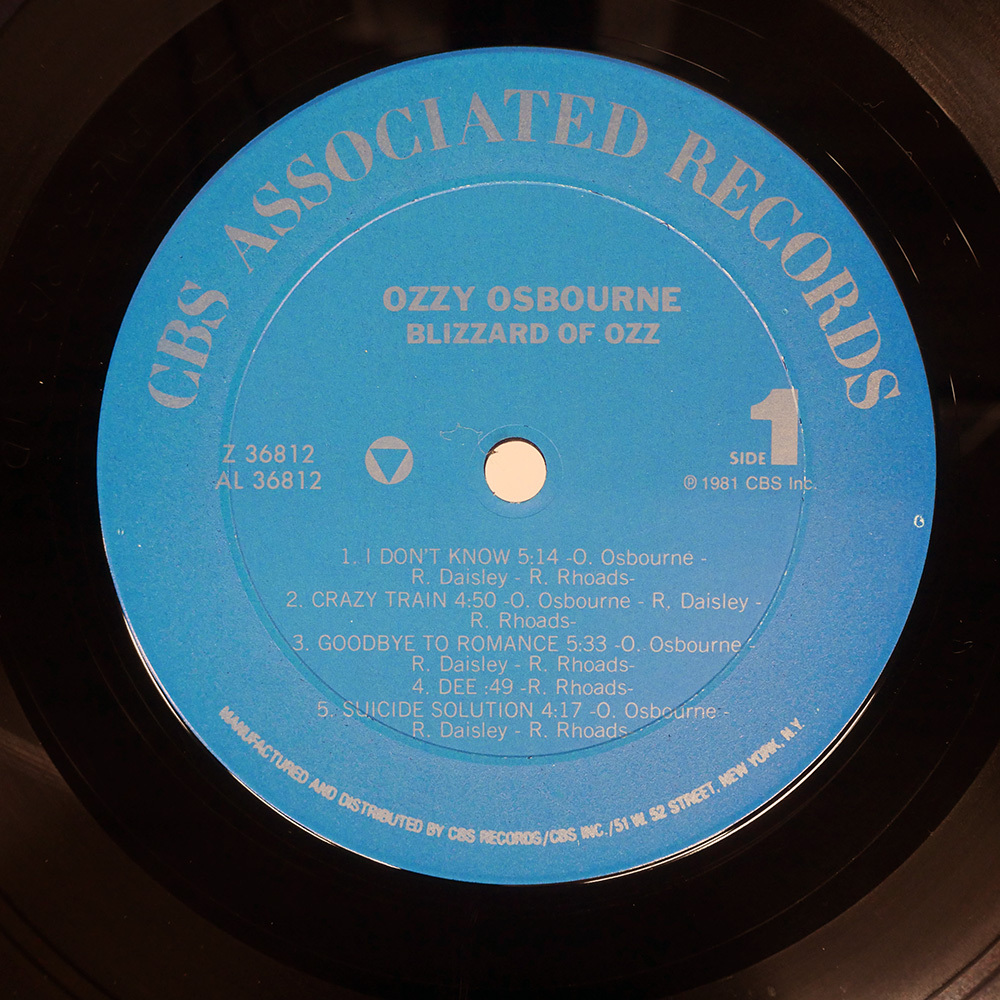 CBS ASSOCIATED RECORDS
OZZY OSBOURNE
BLIZZARD OF OZZ
Z 36812
AL 36812
SIDE 1
℗ 1981 CBS Inc.
1. I DON'T KNOW 5:14 -O. Osbourne -
R. Daisley - R. Rhoads-
2. CRAZY TRAIN 4:50 -O. Osbourne - R. Daisley -
R. Rhoads-
3. GOODBYE TO ROMANCE 5:33 -O. Osbourne -
R. Daisley - R. Rhoads-
4. DEE :49 -R. Rhoads-
5. SUICIDE SOLUTION 4:17 -O. Osbourne -
R. Daisley - R. Rhoads-
MANUFACTURED AND DISTRIBUTED BY CBS RECORDS/CBS INC./51 W. 52 STREET, NEW YORK, N.Y.